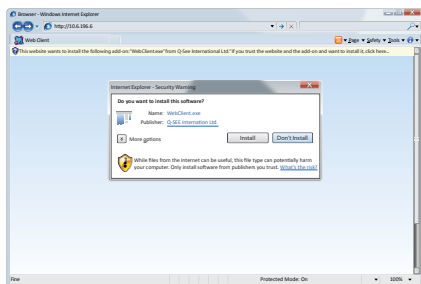 Browser - Windows Internet Explorer
http://10.6.196.6
Web Client
Page Safety Tools
This website wants to install the following add-on: "WebClient.exe"from Q-See International Ltd."If you trust the website and the add-on and want to install it, click here...
Internet Explorer - Security Warning
Do you want to install this software?
Name: WebClient.exe
Publisher: Q-SEE Internation Ltd.
More options
Install
Don't Install
While files from the Internet can be useful, this file type can potentially harm
your computer. Only install software from publishers you trust. What's the risk?
Fine
Protected Mode: On
100%